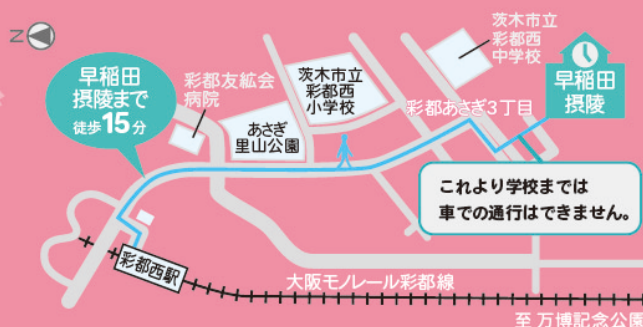 N
早稲田
摂陵まで
徒歩15分
彩都友紘会
病院
あさぎ
里山公園
茨木市立
彩都西
小学校
茨木市立
彩都西
中学校
早稲田
摂陵
彩都あさぎ3丁目
これより学校までは
車での通行はできません。
彩都西駅
大阪モノレール彩都線
至 万博記念公園